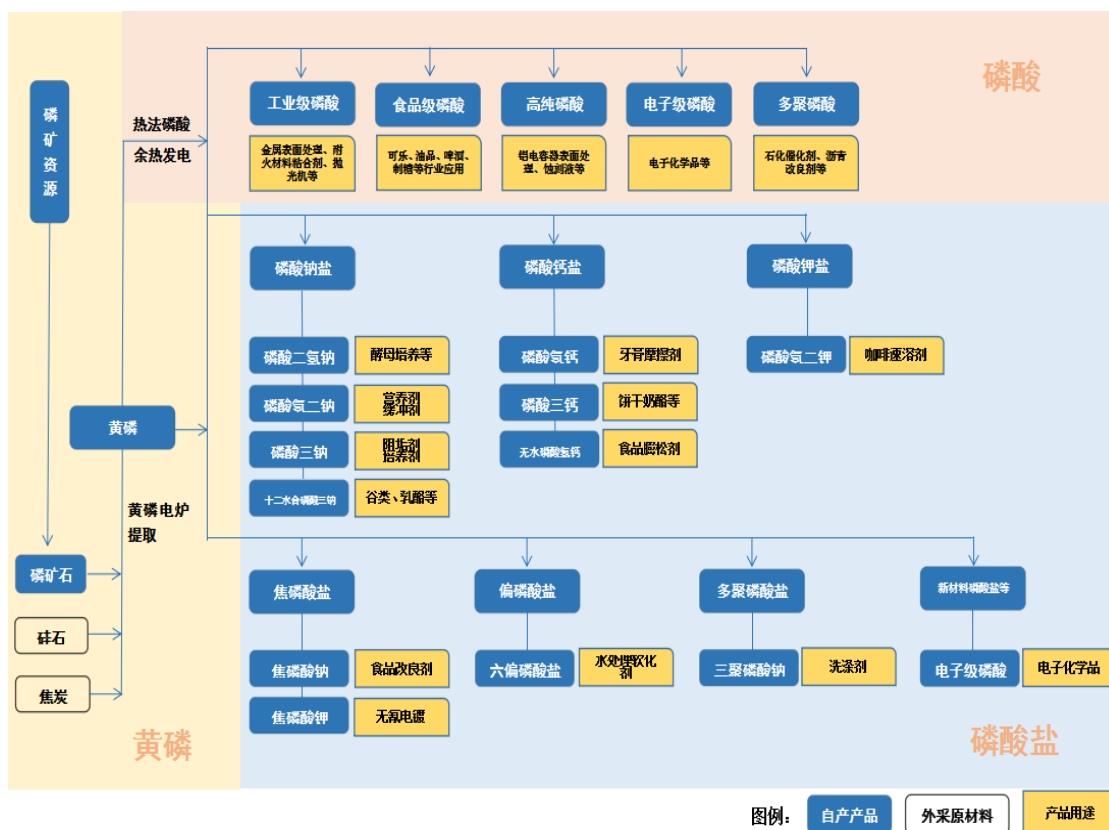 磷酸
磷
矿
资
源
热法磷酸
余热发电
工业级磷酸
食品级磷酸
高纯磷酸
电子级磷酸
多聚磷酸
金属表面处理、耐
火材料粘合剂、抛
光机等
可乐、油品、啤酒、
制糖等行业应用
铝电容器表面处
理、蚀刻液等
电子化学品等
石化催化剂、沥青
改良剂等
磷酸钠盐
磷酸钙盐
磷酸钾盐
磷酸二氢钠
酵母培养等
磷酸氢钙
牙膏摩擦剂
磷酸氢二钾
咖啡速溶剂
磷酸氢二钠
营养剂
缓冲剂
磷酸三钙
饼干奶酪等
磷酸三钠
阻垢剂
培养剂
无水磷酸氢钙
食品膨松剂
十二水合磷酸三钠
谷类、乳酪等
黄磷
黄磷电炉
提取
磷矿石
硅石
焦炭
焦磷酸盐
偏磷酸盐
多聚磷酸盐
新材料磷酸盐等
焦磷酸钠
食品改良剂
六偏磷酸盐
水处理软化
剂
三聚磷酸钠
洗涤剂
电子级磷酸
电子化学品
焦磷酸钾
无氰电镀
黄磷
磷酸盐
图例：
自产产品
外采原材料
产品用途